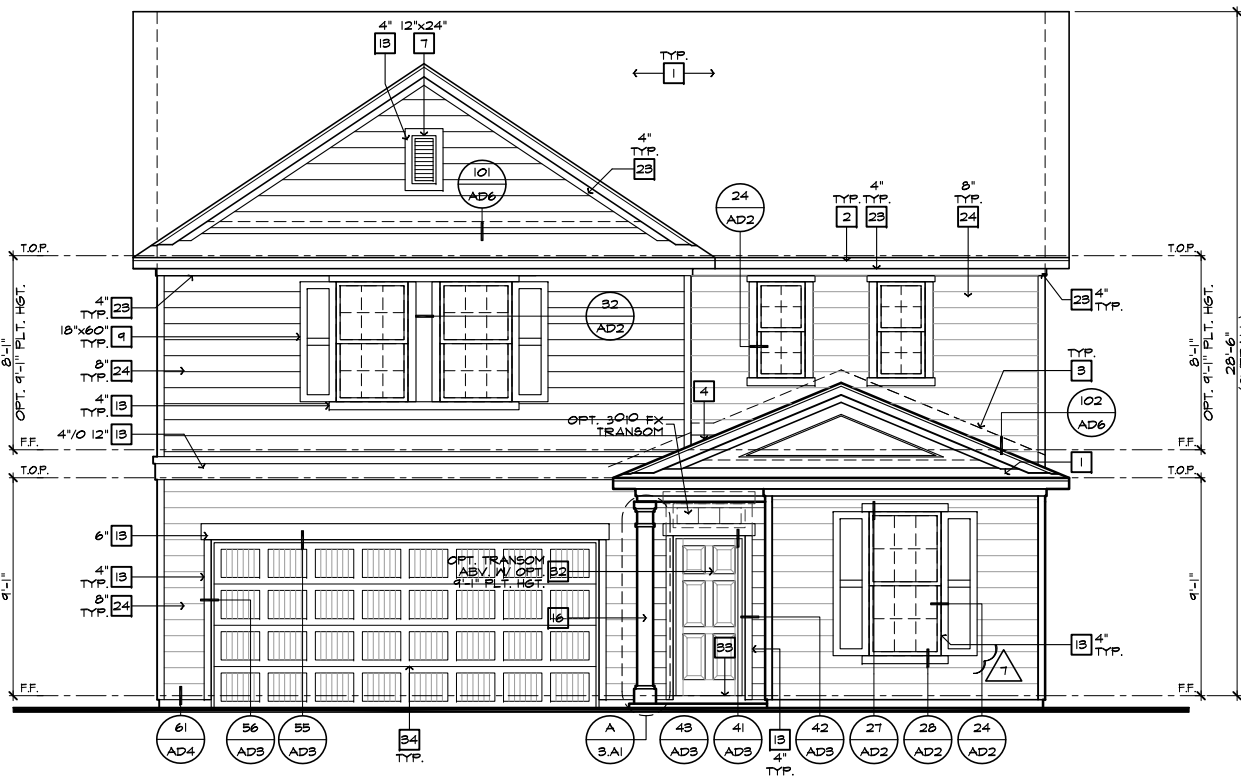 4" 12"x24"
13 7
TYP.
1
4"
TYP.
23
101
AD6
24
AD2
TYP.
2
4"
TYP.
23
8"
TYP.
24
T.O.P.
T.O.P.
8'-1"
OPT. 9'-1" PLT. HGT.
4"
TYP. 23
18"x60"
TYP. 9
8"
TYP. 24
4"
TYP. 13
4"/O 12" 13
32
AD2
23 4"
TYP.
8'-1"
OPT. 9'-1" PLT. HGT.
28'-6"
TYP.
3
4
102
AD6
OPT. 3010 FX
TRANSOM
F.F.
F.F.
T.O.P.
T.O.P.
1
9'-1"
9'-1"
6" 13
4"
TYP. 13
8"
TYP. 24
OPT. TRANSOM
ABV. W/ OPT.
9'-1" PLT. HGT.
32
16
33
13 4"
TYP.
7
F.F.
F.F.
61
AD4
56
AD3
55
AD3
34
TYP.
A
3.A1
43
AD3
41
AD3
13
4"
TYP.
42
AD3
27
AD2
28
AD2
24
AD2